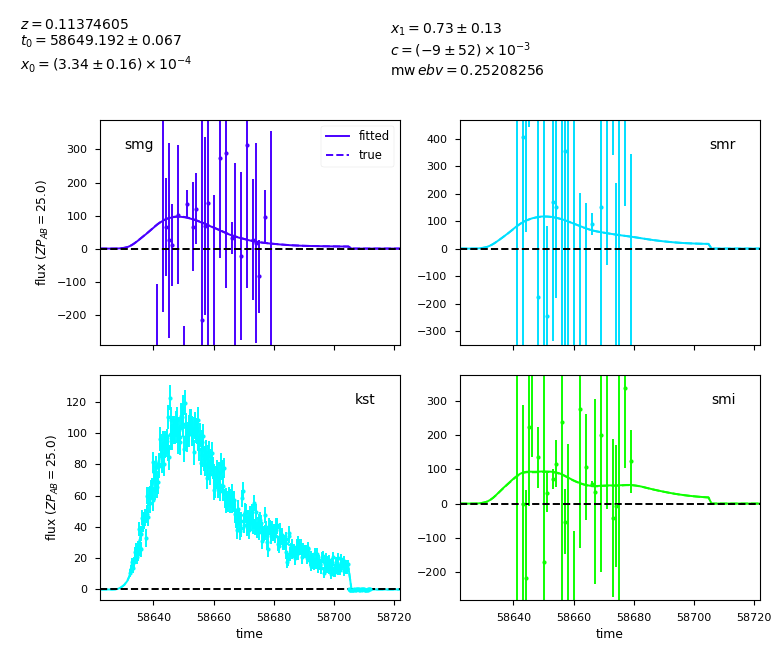 z = 0.11374605
t₀ = 58649.192 ± 0.067
x₀ = (3.34 ± 0.16) × 10⁻⁴
x₁ = 0.73 ± 0.13
c = (−9 ± 52) × 10⁻³
mw ebv = 0.25208256
smg
fitted
true
300
200
100
0
−100
−200
flux (ZP_AB = 25.0)
smr
400
300
200
100
0
−100
−200
−300
kst
120
100
80
60
40
20
0
flux (ZP_AB = 25.0)
58640 58660 58680 58700 58720
time
smi
300
200
100
0
−100
−200
58640 58660 58680 58700 58720
time